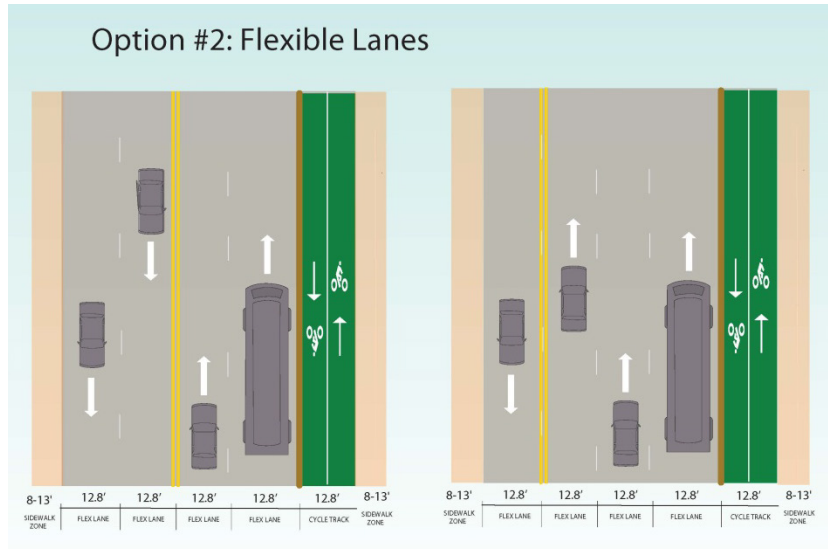 Option #2: Flexible Lanes
8-13' 12.8' 12.8' 12.8' 12.8' 12.8' 8-13'
SIDEWALK ZONE FLEX LANE FLEX LANE FLEX LANE FLEX LANE CYCLE TRACK SIDEWALK ZONE
8-13' 12.8' 12.8' 12.8' 12.8' 12.8' 8-13'
SIDEWALK ZONE FLEX LANE FLEX LANE FLEX LANE FLEX LANE CYCLE TRACK SIDEWALK ZONE